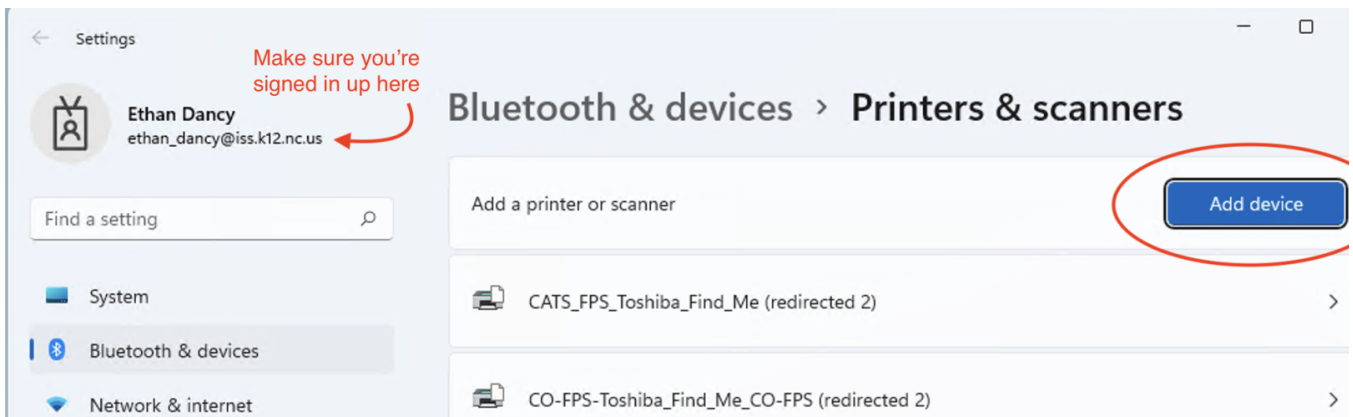 Settings
Make sure you're
signed in up here
Ethan Dancy
ethan_dancy@iss.k12.nc.us
Find a setting
System
Bluetooth & devices
Network & internet
Bluetooth & devices > Printers & scanners
Add a printer or scanner
Add device
CATS_FPS_Toshiba_Find_Me (redirected 2)
CO-FPS-Toshiba_Find_Me_CO-FPS (redirected 2)